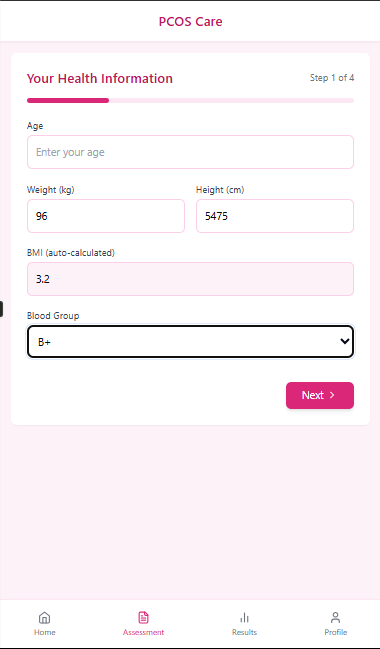 PCOS Care
Your Health Information
Step 1 of 4
Age
Enter your age
Weight (kg)
Height (cm)
96
5475
BMI (auto-calculated)
3.2
Blood Group
B+
Next
Home
Assessment
Results
Profile